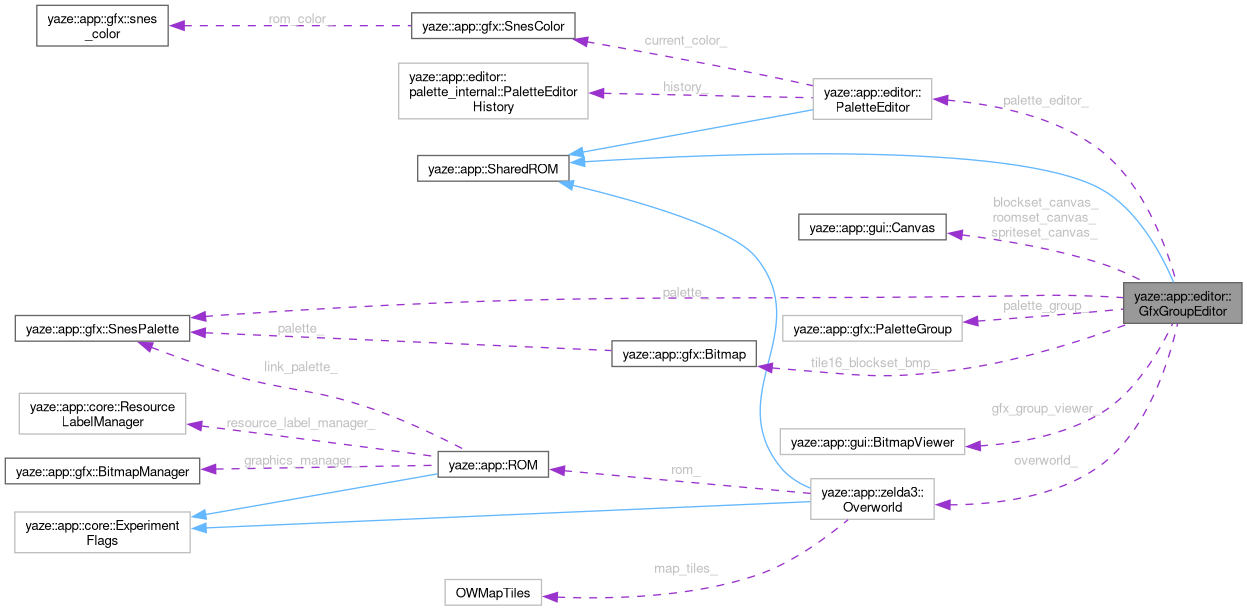 yaze::app::gfx::snes
_color
rom_color_
yaze::app::gfx::SnesColor
current_color_
yaze::app::editor::
palette_internal::PaletteEditor
History
history_
yaze::app::editor::
PaletteEditor
palette_editor_
yaze::app::SharedROM
yaze::app::gui::Canvas
blockset_canvas_
roomset_canvas_
spriteset_canvas_
yaze::app::editor::
GfxGroupEditor
palette_
yaze::app::gfx::SnesPalette
palette_
yaze::app::gfx::PaletteGroup
palette_group_
yaze::app::gfx::Bitmap
tile16_blockset_bmp_
link_palette_
yaze::app::core::Resource
LabelManager
resource_label_manager_
gfx_group_viewer_
yaze::app::gui::BitmapViewer
yaze::app::gfx::BitmapManager
graphics_manager_
yaze::app::ROM
rom_
overworld_
yaze::app::zelda3::
Overworld
yaze::app::core::Experiment
Flags
map_tiles_
OWMapTiles